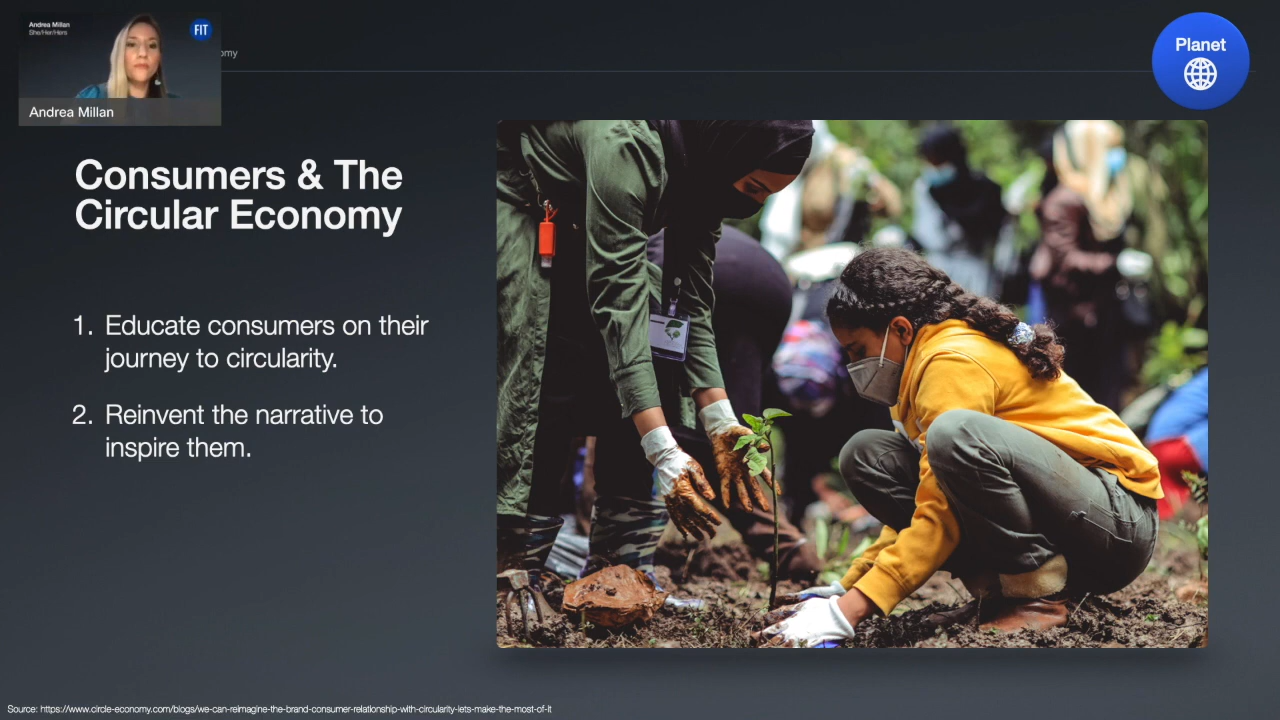 Andrea Millan
She/Her/Hers
FIT
Andrea Millan
Planet
Consumers & The
Circular Economy
1. Educate consumers on their
journey to circularity.
2. Reinvent the narrative to
inspire them.
Source: https://www.circle-economy.com/blogs/we-can-reimagine-the-brand-consumer-relationship-with-circularity-lets-make-the-most-of-it